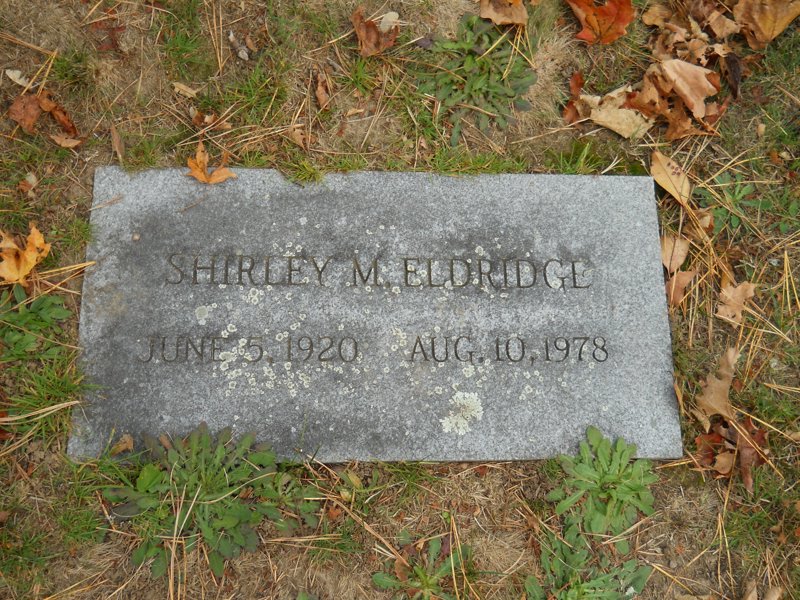 SHIRLEY M. ELDRIDGE
JUNE 5, 1920 AUG. 10, 1978